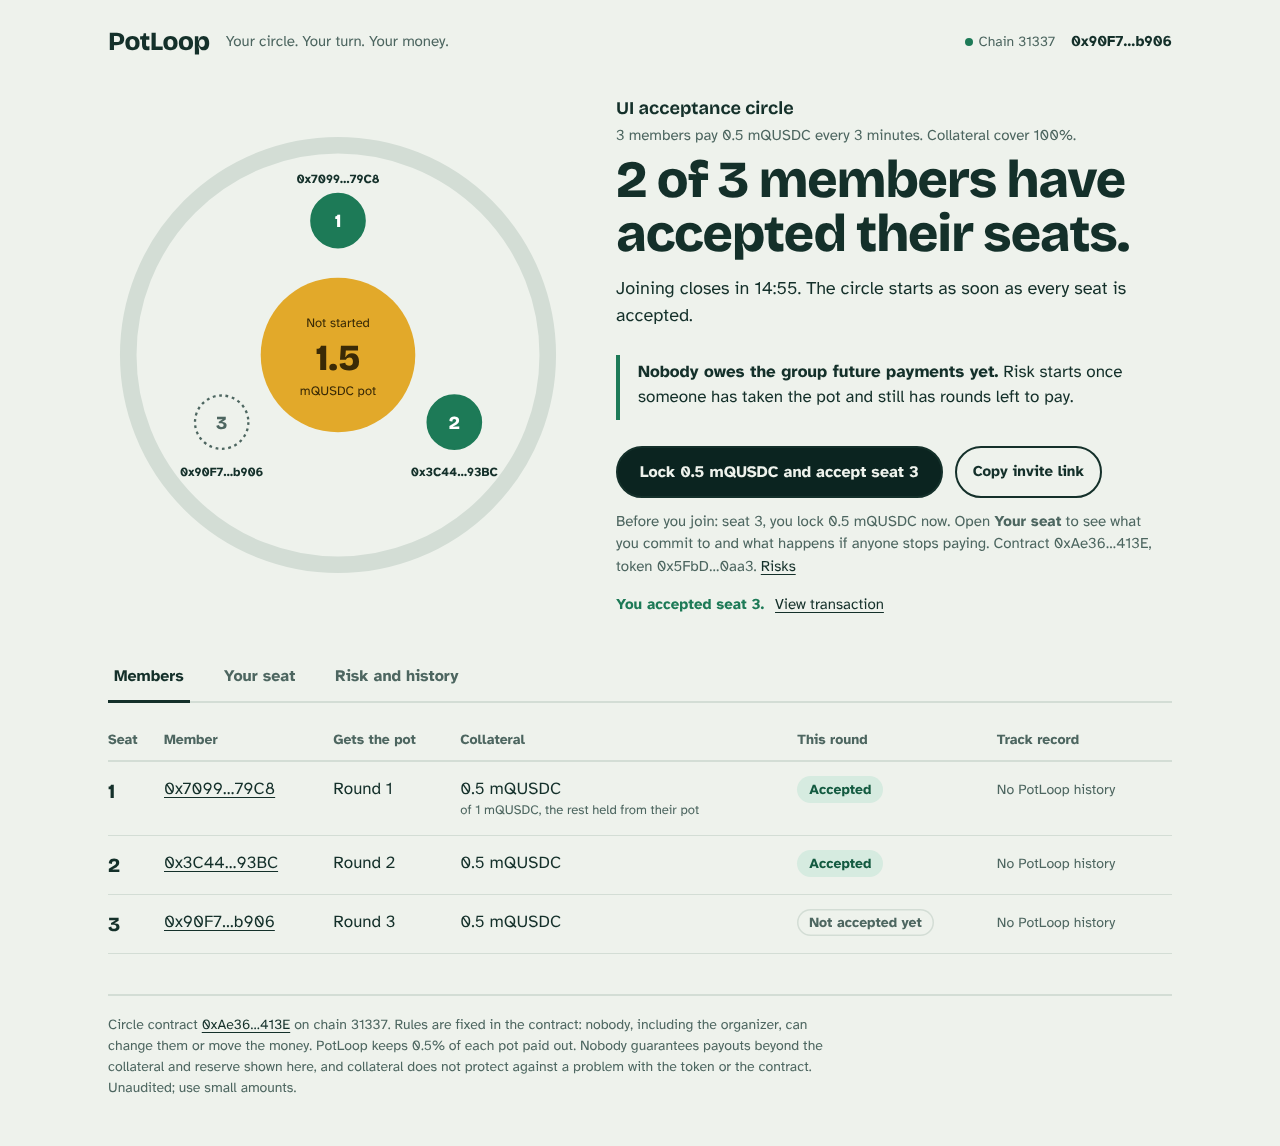 PotLoop
Your circle. Your turn. Your money.
Chain 31337
0x90F7…b906
0x7099…79C8
1
Not started
1.5
mQUSDC pot
3
2
0x90F7…b906
0x3C44…93BC
UI acceptance circle
3 members pay 0.5 mQUSDC every 3 minutes. Collateral cover 100%.
2 of 3 members have
accepted their seats.
Joining closes in 14:55. The circle starts as soon as every seat is
accepted.
Nobody owes the group future payments yet. Risk starts once
someone has taken the pot and still has rounds left to pay.
Lock 0.5 mQUSDC and accept seat 3
Copy invite link
Before you join: seat 3, you lock 0.5 mQUSDC now. Open Your seat to see what
you commit to and what happens if anyone stops paying. Contract 0xAe36…413E,
token 0x5FbD…0aa3. Risks
You accepted seat 3. View transaction
Members
Your seat
Risk and history
Seat Member Gets the pot Collateral This round Track record
1 0x7099…79C8 Round 1 0.5 mQUSDC Accepted No PotLoop history
of 1 mQUSDC, the rest held from their pot
2 0x3C44…93BC Round 2 0.5 mQUSDC Accepted No PotLoop history
3 0x90F7…b906 Round 3 0.5 mQUSDC Not accepted yet No PotLoop history
Circle contract 0xAe36…413E on chain 31337. Rules are fixed in the contract: nobody, including the organizer, can
change them or move the money. PotLoop keeps 0.5% of each pot paid out. Nobody guarantees payouts beyond the
collateral and reserve shown here, and collateral does not protect against a problem with the token or the contract.
Unaudited; use small amounts.